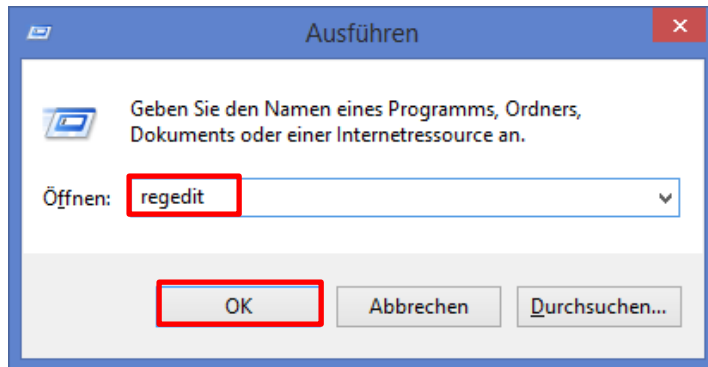 Ausführen
Geben Sie den Namen eines Programms, Ordners,
Dokuments oder einer Internetressource an.
Öffnen: regedit
OK Abbrechen Durchsuchen...